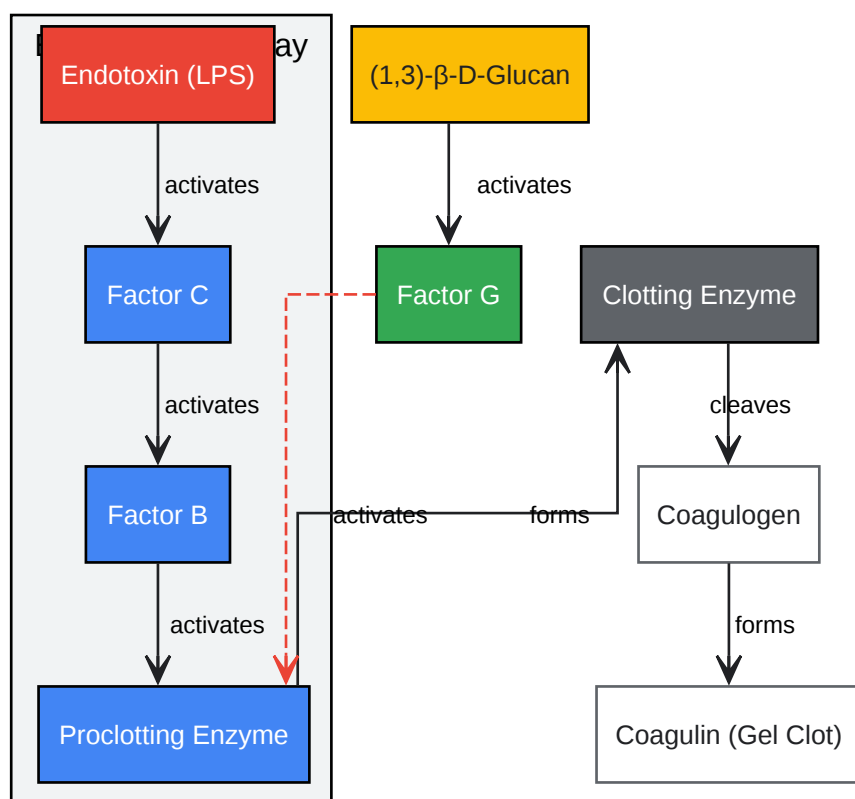 Endotoxin (LPS)
(1,3)-β-D-Glucan
activates
activates
Factor C
Factor G
Clotting Enzyme
activates
cleaves
Factor B
activates
forms
Coagulogen
activates
forms
Proclotting Enzyme
Coagulin (Gel Clot)